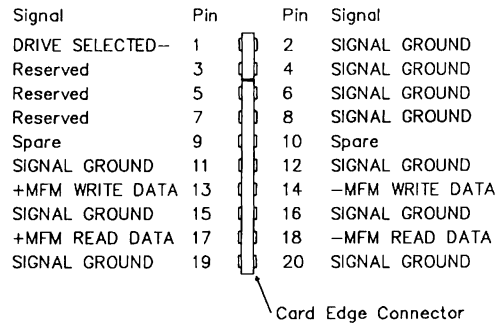 Signal Pin Pin Signal
DRIVE SELECTED- 1 2 SIGNAL GROUND
Reserved 3 4 SIGNAL GROUND
Reserved 5 6 SIGNAL GROUND
Reserved 7 8 SIGNAL GROUND
Spare 9 10 Spare
SIGNAL GROUND 11 12 SIGNAL GROUND
+MFM WRITE DATA 13 14 -MFM WRITE DATA
SIGNAL GROUND 15 16 SIGNAL GROUND
+MFM READ DATA 17 18 -MFM READ DATA
SIGNAL GROUND 19 20 SIGNAL GROUND
Card Edge Connector